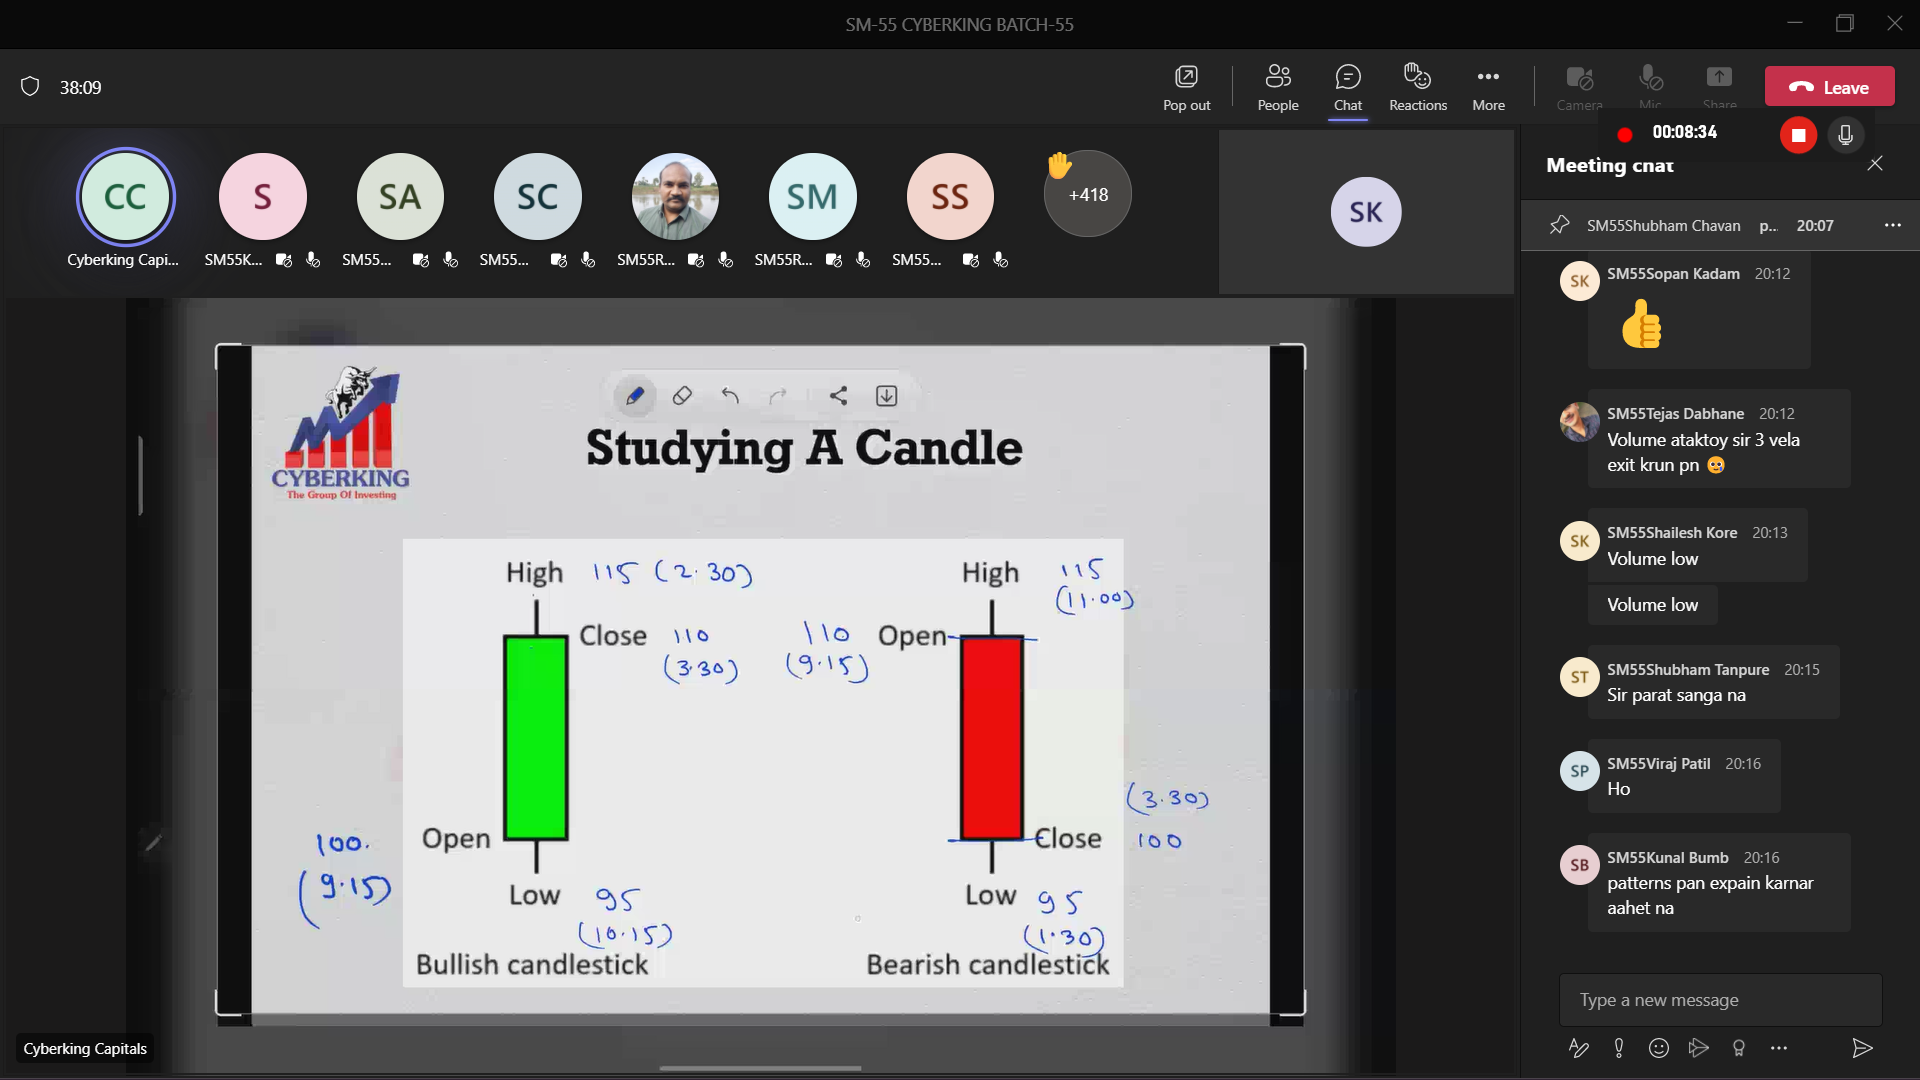 SM-55 CYBERKING BATCH-55
38:09
Pop out
People
Chat
Reactions
More
Camera
Mic
Share
Leave
00:08:34
CC
S
SA
SC
SM
SS
+418
SK
Cyberking Capi...
SM55K...
SM55...
SM55...
SM55R...
SM55R...
SM55...
Meeting chat
SM55Shubham Chavan p... 20:07
SK
SM55Sopan Kadam 20:12
SM55Tejas Dabhane 20:12
Volume ataktoy sir 3 vela
exit krun pn
SK
SM55Shailesh Kore 20:13
Volume low
Volume low
ST
SM55Shubham Tanpure 20:15
Sir parat sanga na
SP
SM55Viraj Patil 20:16
Ho
SB
SM55Kunal Bumb 20:16
patterns pan expain karnar
aahet na
Type a new message
CYBERKING
The Group Of Investing
Studying A Candle
High 115 (2.30)
Close 110
(3.30)
Open
100.
(9.15)
Low 95
(10.15)
Bullish candlestick
High 115
(11.00)
110 Open
(9.15)
(3.30)
Close 100
Low 95
(1.30)
Bearish candlestick
Cyberking Capitals